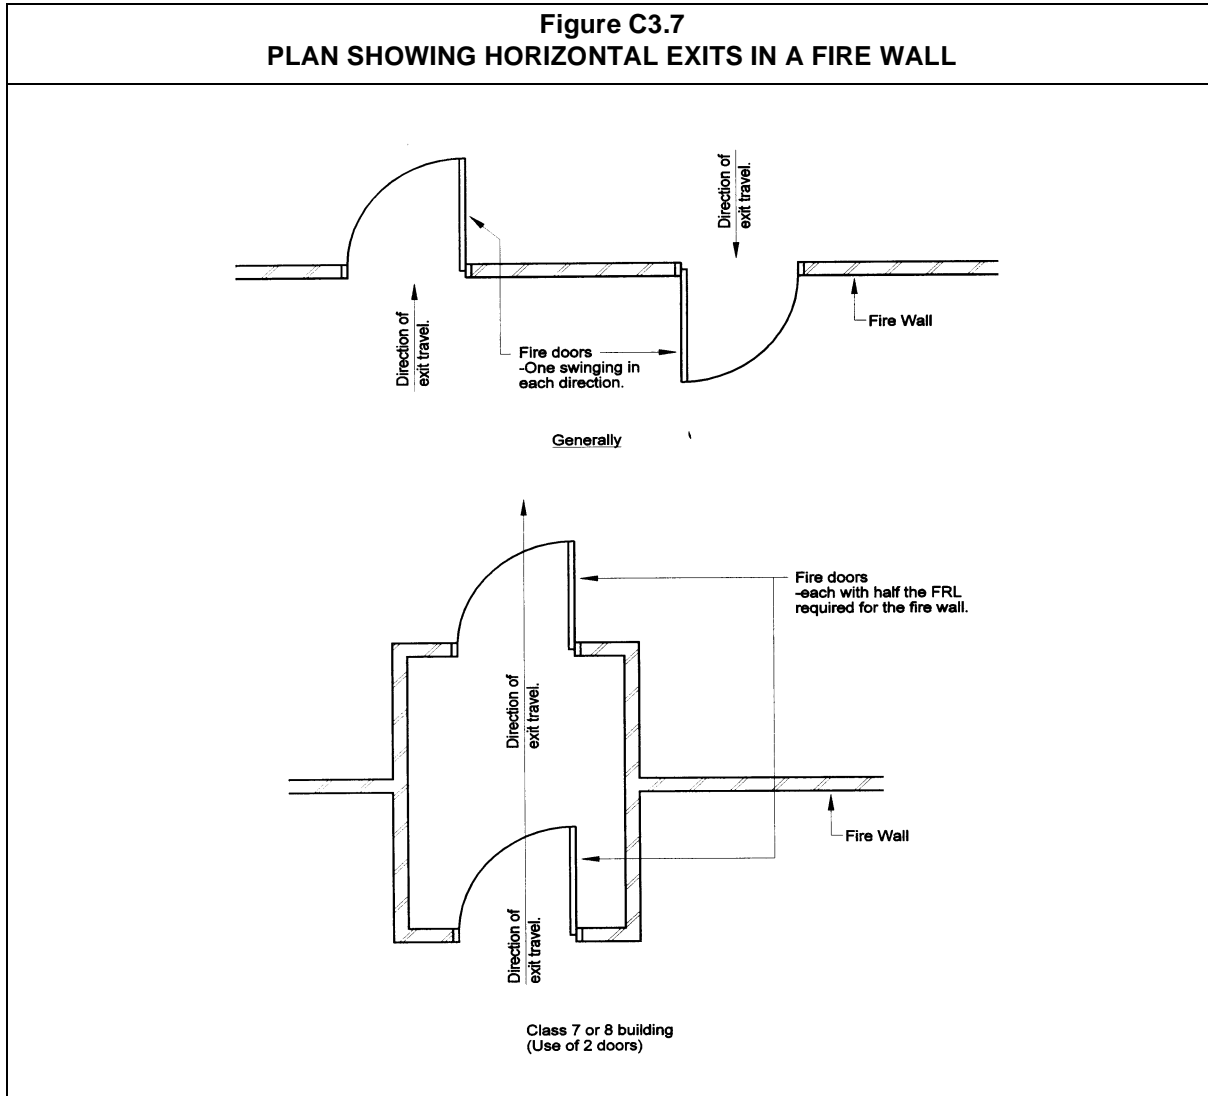 Figure C3.7
PLAN SHOWING HORIZONTAL EXITS IN A FIRE WALL
Direction of
exit travel.
Direction of
exit travel.
Fire Wall
Fire doors
-One swinging in
each direction.
Generally
Fire doors
-each with half the FRL
required for the fire wall.
Direction of
exit travel.
Fire Wall
Direction of
exit travel.
Class 7 or 8 building
(Use of 2 doors)